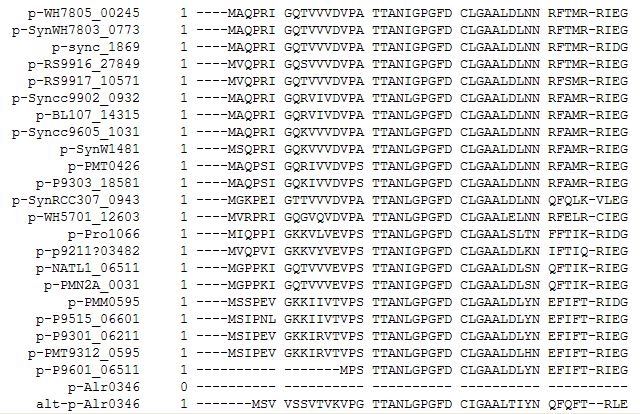 p-WH7805_00245 1 ----MAQPRI GQTVVVDVPA TTANIGPGFD CLGAALDLNN RFTMR-RIEG
p-SynWH7803_0773 1 ----MAQPRI GQTVVVDVPA TTANIGPGFD CLGAALDLNN RFTMR-RIEG
p-sync_1869 1 ----MAQPRI GQTVVVDVPA TTANLGPGFD CLGAALDLNN RFTMR-RIDG
p-RS9916_27849 1 ----MVQPRI GQSVVVDVPA TTANLGPGFD CLGAALDLNN RFTMR-RIEG
p-RS9917_10571 1 ----MVQPRI GQTVVVDVPA TTANLGPGFD CLGAALDLNN RFSMR-RIEG
p-Syncc9902_0932 1 ----MAQPRI GQRVIVDVPA TTANLGPGFD CLGAALDLNN RFAMR-RIEG
p-BL107_14315 1 ----MAQPRI GQRVIVDVPA TTANLGPGFD CLGAALDLNN RFAMR-RIEG
p-Syncc9605_1031 1 ----MAQPRI GQKVVVDVPA TTANLGPGFD CLGAALDLNN RFAMR-RIEG
p-SynW1481 1 ----MSQPRI GQKVVVDVPA TTANLGPGFD CLGAALDLNN RFAMR-RIEG
p-PMT0426 1 ----MAQPSI GQRIVVDVPS TTANLGPGFD CLGAALDLNN RFAMR-RIEG
p-P9303_18581 1 ----MAQPSI GQKIVVDVPS TTANLGPGFD CLGAALDLNN RFAMR-RIEG
p-SynRCC307_0943 1 ----MGKPEI GTTVVVDVPA TTANLGPGFD CLGAALDLNN QFQLK-VLEG
p-WH5701_12603 1 ----MVRPRI GQGVQVDVPA TTANLGPGFD CLGAALELNN RFELR-CIEG
p-Pro1066 1 ----MIQPPI GKKVLVEVPS TTANLGPGFD CLGAALSLTN FFTIK-RIDG
p-p9211?03482 1 ----MVQPVI GKKVYVEVPS TTANIGPGFD CLGAALDLKN IFTIQ-RIEG
p-NATL1_06511 1 ----MGPPKI GQTVVVEVPS TTANLGPGFD CLGAALDLSN QFTIK-RIEG
p-PMN2A_0031 1 ----MGPPKI GQTVVVEVPS TTANLGPGFD CLGAALDLSN QFTIK-RIEG
p-PMM0595 1 ----MSSPEV GKKIIVTVPS TTANLGPGFD CLGAALDLYN EFIFT-RIDG
p-P9515_06601 1 ----MSIPNL GKKIIVTVPS TTANLGPGFD CLGAALDLYN EFIFT-RIEG
p-P9301_06211 1 ----MSIPEV GKKIRVTVPS TTANLGPGFD CLGAALDLYN EFIFT-RIEG
p-PMT9312_0595 1 ----MSIPEV GKKIRVTVPS TTANLGPGFD CLGAALDLHN EFIFT-RIEG
p-P9601_06511 1 ---------- -------MPS TTANLGPGFD CLGAALDLYN EFIFT-RIEG
p-Alr0346 0 ---------- ---------- ---------- ---------- ----------
alt-p-Alr0346 1 -------MSV VSSVTVKVPG TTANLGPGFD CIGAALTIYN QFQFT--RLE